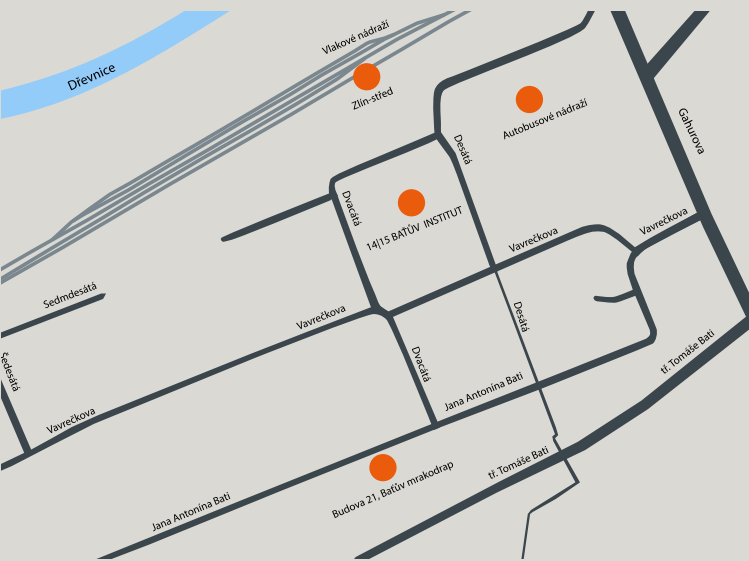 Vlakové nádraží
Dřevnice
Zlín-střed
Autobusové nádraží
Gahurova
Desátá
Dvacátá
14|15 BAŤŮV INSTITUT
Vavrečkova
Vavrečkova
Sedmdesátá
Vavrečkova
Desátá
Šedesátá
Dvacátá
tř. Tomáše Bati
Jana Antonína Bati
Vavrečkova
tř. Tomáše Bati
Budova 21, Baťův mrakodrap
Jana Antonína Bati